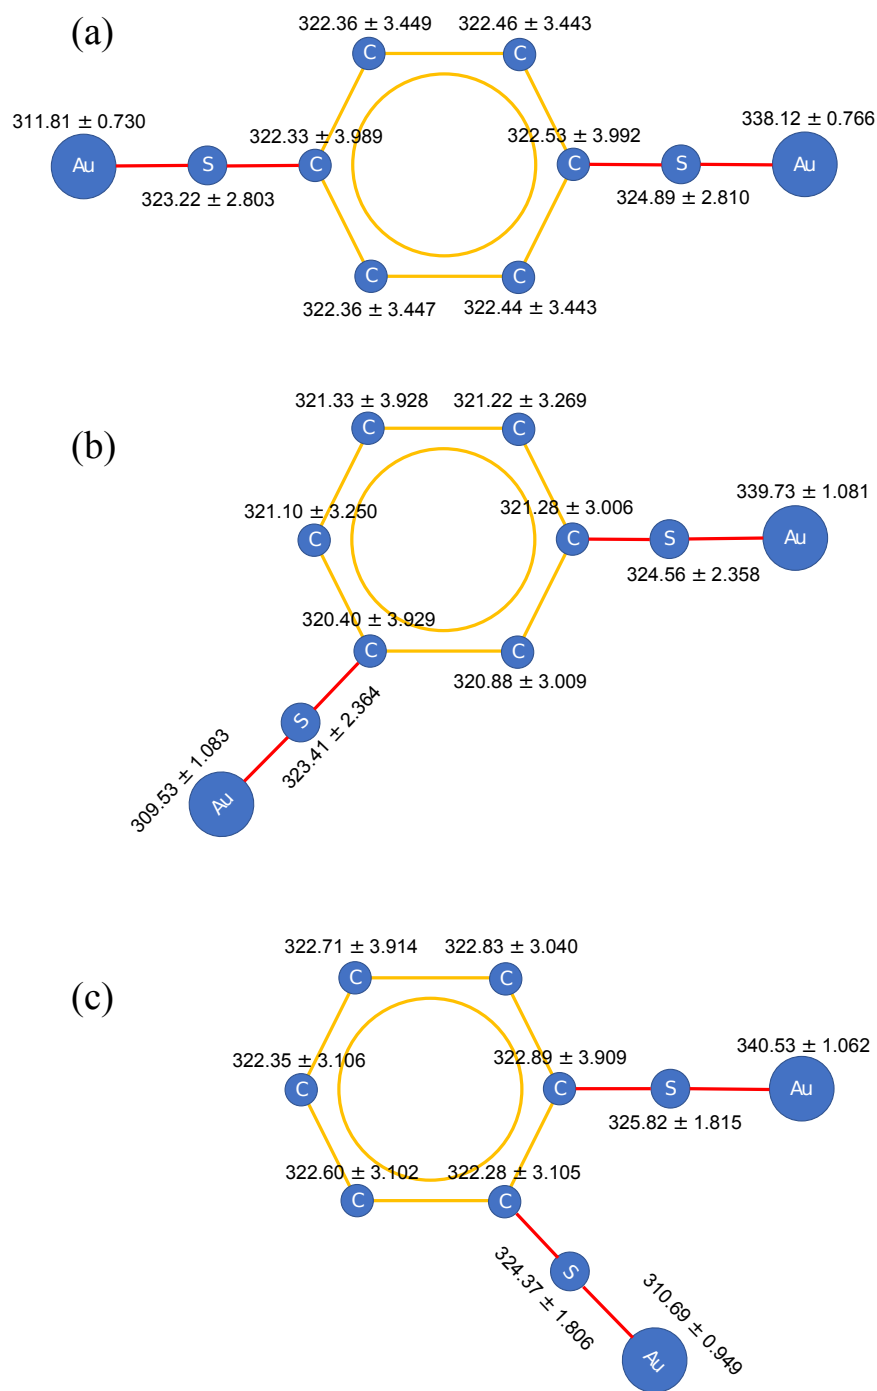 (a)
322.36 ± 3.449 322.46 ± 3.443
C C
311.81 ± 0.730 322.33 ± 3.989 322.53 ± 3.992 338.12 ± 0.766
Au S C C S Au
323.22 ± 2.803 324.89 ± 2.810
C C
322.36 ± 3.447 322.44 ± 3.443
(b)
321.33 ± 3.928 321.22 ± 3.269
C C
321.10 ± 3.250 321.28 ± 3.006 339.73 ± 1.081
C C S Au
324.56 ± 2.358
320.40 ± 3.929
C C
320.88 ± 3.009
S
323.41 ± 2.364
309.53 ± 1.083
Au
(c)
322.71 ± 3.914 322.83 ± 3.040
C C
322.35 ± 3.106 322.89 ± 3.909 340.53 ± 1.062
C C S Au
325.82 ± 1.815
322.60 ± 3.102 322.28 ± 3.105
C C
S
324.37 ± 1.806
310.69 ± 0.949
Au